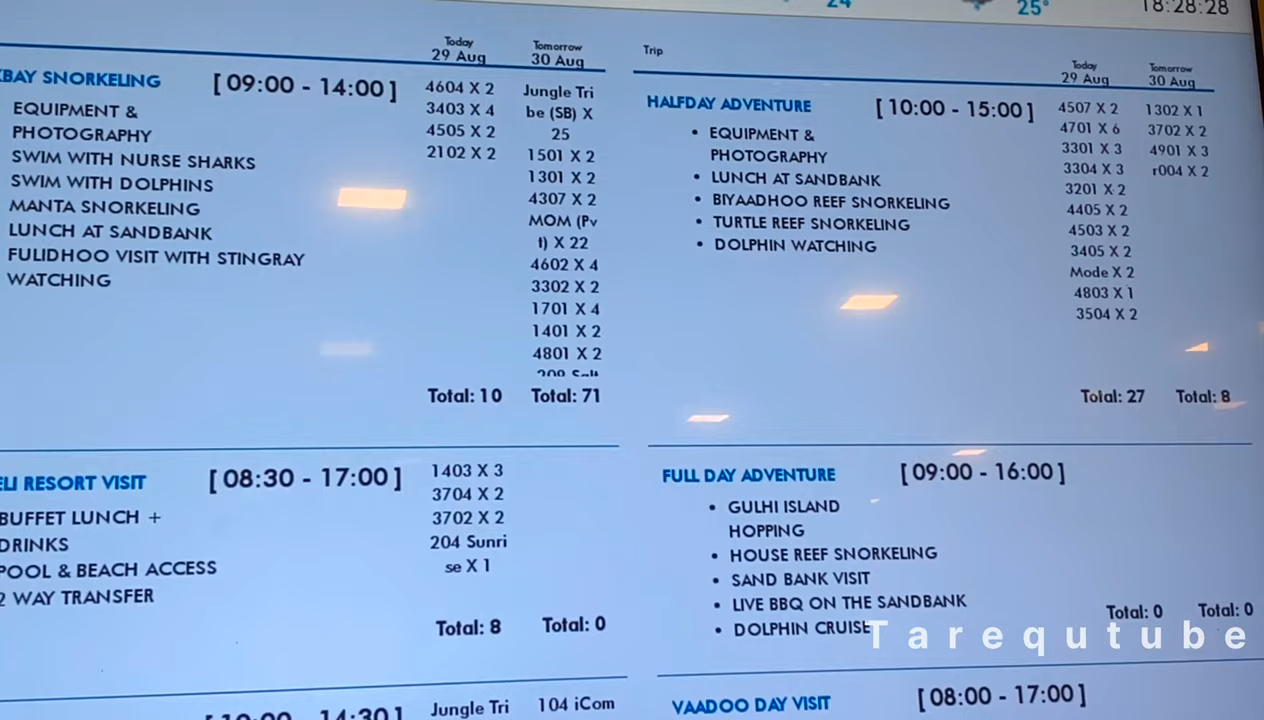 24
25°
18:28:28
Today
29 Aug
Tomorrow
30 Aug
BAY SNORKELING
[ 09:00 - 14:00 ]
EQUIPMENT &
PHOTOGRAPHY
SWIM WITH NURSE SHARKS
SWIM WITH DOLPHINS
MANTA SNORKELING
LUNCH AT SANDBANK
FULIDHOO VISIT WITH STINGRAY
WATCHING
4604 X 2
3403 X 4
4505 X 2
2102 X 2
Jungle Tri
be (SB) X
25
1501 X 2
1301 X 2
4307 X 2
MOM (Pv
t) X 22
4602 X 4
3302 X 2
1701 X 4
1401 X 2
4801 X 2
Total: 10
Total: 71
Trip
Today
29 Aug
Tomorrow
30 Aug
HALFDAY ADVENTURE
[ 10:00 - 15:00 ]
• EQUIPMENT &
PHOTOGRAPHY
• LUNCH AT SANDBANK
• BIYAADHOO REEF SNORKELING
• TURTLE REEF SNORKELING
• DOLPHIN WATCHING
4507 X 2
4701 X 6
3301 X 3
3304 X 3
3201 X 2
4405 X 2
4503 X 2
3405 X 2
Mode X 2
4803 X 1
3504 X 2
1302 X 1
3702 X 2
4901 X 3
r004 X 2
Total: 27
Total: 8
ELI RESORT VISIT
[ 08:30 - 17:00 ]
BUFFET LUNCH +
DRINKS
POOL & BEACH ACCESS
2 WAY TRANSFER
1403 X 3
3704 X 2
3702 X 2
204 Sunri
se X 1
Total: 8
Total: 0
FULL DAY ADVENTURE
[ 09:00 - 16:00 ]
• GULHI ISLAND
HOPPING
• HOUSE REEF SNORKELING
• SAND BANK VISIT
• LIVE BBQ ON THE SANDBANK
• DOLPHIN CRUISE
Total: 0
Total: 0
Tarequtube
14:30 ]
Jungle Tri
104 iCom
VAADOO DAY VISIT
[ 08:00 - 17:00 ]